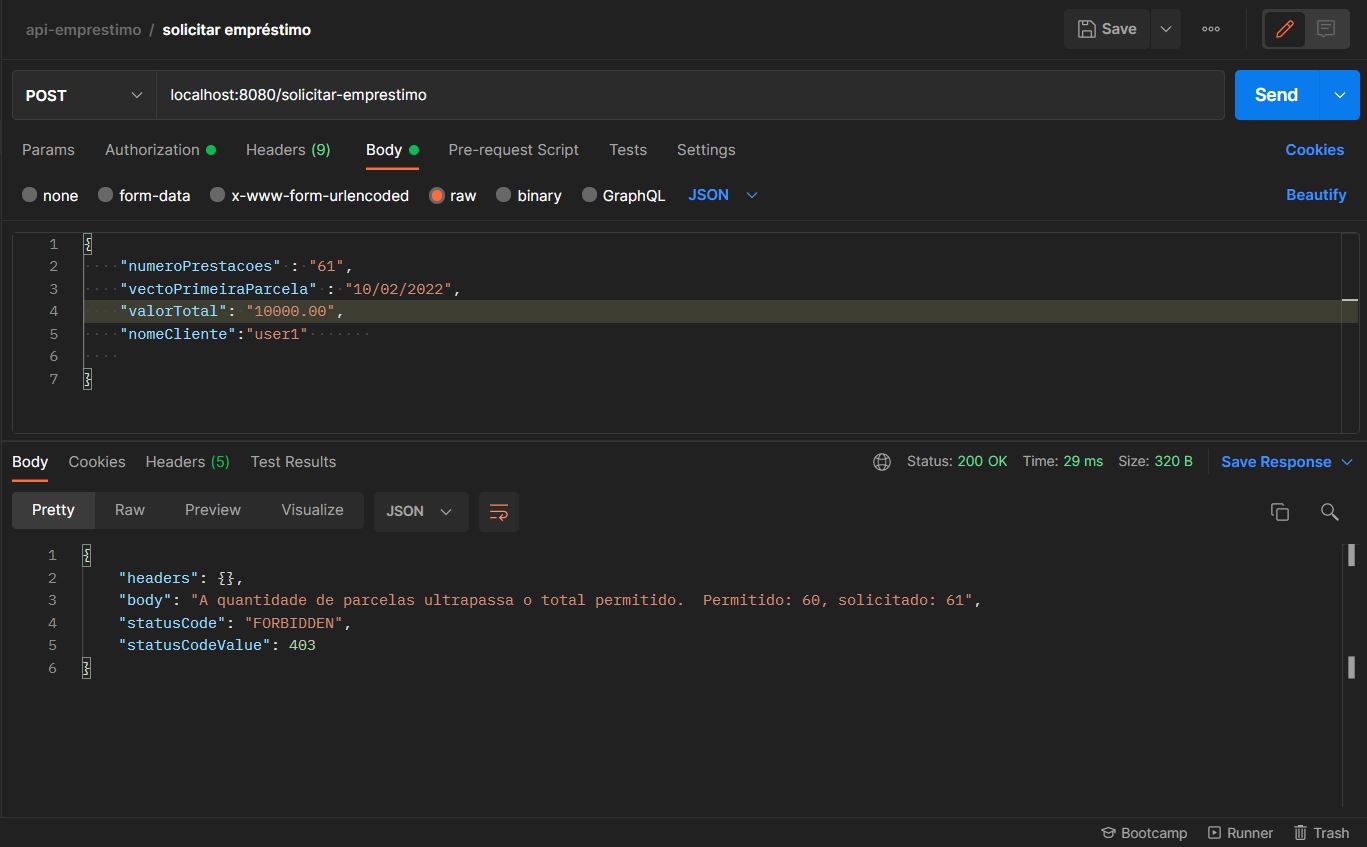 api-emprestimo / solicitar empréstimo
Save
POST
localhost:8080/solicitar-emprestimo
Send
Params Authorization Headers (9) Body Pre-request Script Tests Settings Cookies
none form-data x-www-form-urlencoded raw binary GraphQL JSON Beautify
1 {
2 "numeroPrestacoes" : "61",
3 "vectoPrimeiraParcela" : "10/02/2022",
4 "valorTotal": "10000.00",
5 "nomeCliente":"user1"
6
7 }
Body Cookies Headers (5) Test Results Status: 200 OK Time: 29 ms Size: 320 B Save Response
Pretty Raw Preview Visualize JSON
1 {
2 "headers": {},
3 "body": "A quantidade de parcelas ultrapassa o total permitido.  Permitido: 60, solicitado: 61",
4 "statusCode": "FORBIDDEN",
5 "statusCodeValue": 403
6 }
Bootcamp Runner Trash